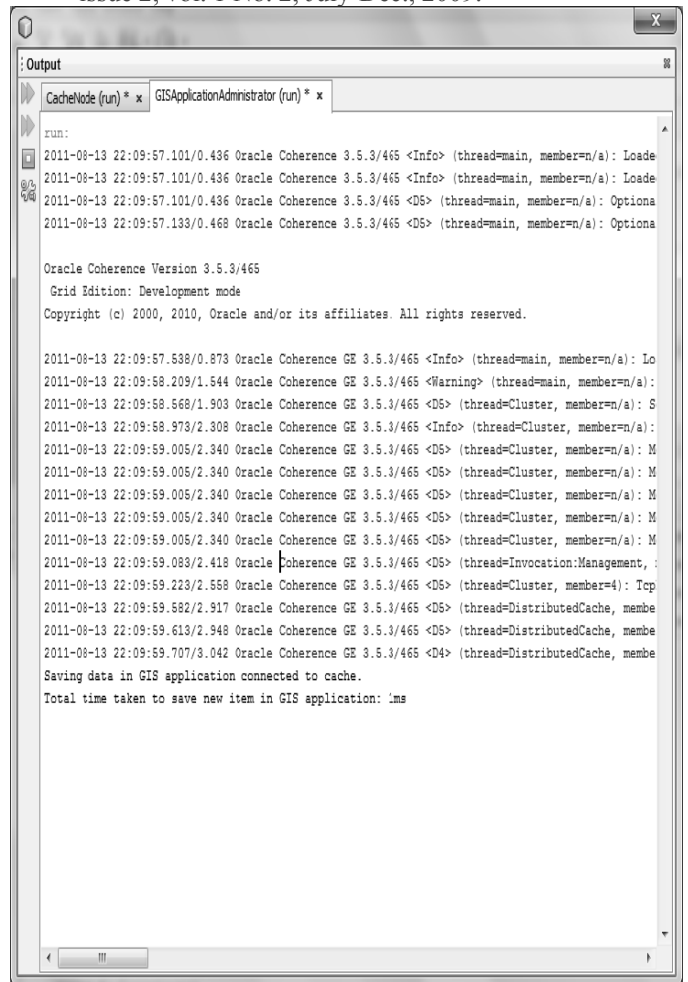 issue 2, vol. 1 No. 2, July-Dec., 2009.
Output
CacheNode (run) * x GISApplicationAdministrator (run) * x
run:
2011-08-13 22:09:57.101/0.436 Oracle Coherence 3.5.3/465 <Info> (thread=main, member=n/a): Loade
2011-08-13 22:09:57.101/0.436 Oracle Coherence 3.5.3/465 <Info> (thread=main, member=n/a): Loade
2011-08-13 22:09:57.101/0.436 Oracle Coherence 3.5.3/465 <D5> (thread=main, member=n/a): Optiona
2011-08-13 22:09:57.133/0.468 Oracle Coherence 3.5.3/465 <D5> (thread=main, member=n/a): Optiona
Oracle Coherence Version 3.5.3/465
Grid Edition: Development mode
Copyright (c) 2000, 2010, Oracle and/or its affiliates. All rights reserved.
2011-08-13 22:09:57.538/0.873 Oracle Coherence GE 3.5.3/465 <Info> (thread=main, member=n/a): Lo
2011-08-13 22:09:58.209/1.544 Oracle Coherence GE 3.5.3/465 <Warning> (thread=main, member=n/a):
2011-08-13 22:09:58.568/1.903 Oracle Coherence GE 3.5.3/465 <D5> (thread=Cluster, member=n/a): S
2011-08-13 22:09:58.973/2.308 Oracle Coherence GE 3.5.3/465 <Info> (thread=Cluster, member=n/a):
2011-08-13 22:09:59.005/2.340 Oracle Coherence GE 3.5.3/465 <D5> (thread=Cluster, member=n/a): M
2011-08-13 22:09:59.005/2.340 Oracle Coherence GE 3.5.3/465 <D5> (thread=Cluster, member=n/a): M
2011-08-13 22:09:59.005/2.340 Oracle Coherence GE 3.5.3/465 <D5> (thread=Cluster, member=n/a): M
2011-08-13 22:09:59.005/2.340 Oracle Coherence GE 3.5.3/465 <D5> (thread=Cluster, member=n/a): M
2011-08-13 22:09:59.005/2.340 Oracle Coherence GE 3.5.3/465 <D5> (thread=Cluster, member=n/a): M
2011-08-13 22:09:59.083/2.418 Oracle Coherence GE 3.5.3/465 <D5> (thread=Invocation:Management,
2011-08-13 22:09:59.223/2.558 Oracle Coherence GE 3.5.3/465 <D5> (thread=Cluster, member=4): Tcp
2011-08-13 22:09:59.582/2.917 Oracle Coherence GE 3.5.3/465 <D5> (thread=DistributedCache, membe
2011-08-13 22:09:59.613/2.948 Oracle Coherence GE 3.5.3/465 <D5> (thread=DistributedCache, membe
2011-08-13 22:09:59.707/3.042 Oracle Coherence GE 3.5.3/465 <D4> (thread=DistributedCache, membe
Saving data in GIS application connected to cache.
Total time taken to save new item in GIS application: 1ms